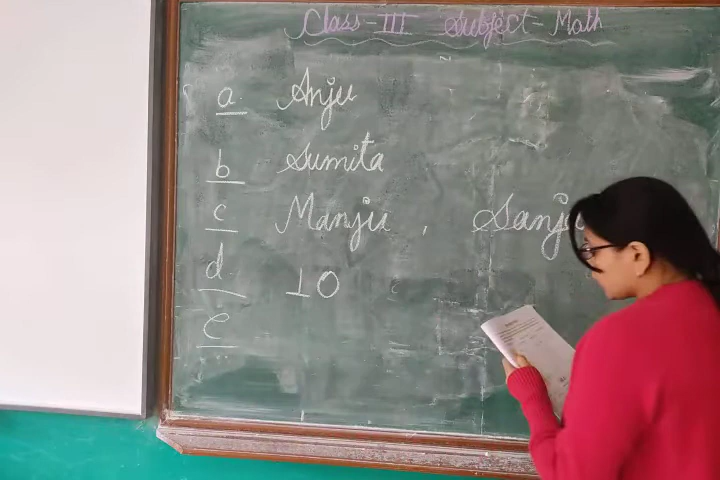 Class-III Subject-Math
a Anju
b Sumita
c Manju, Sanju
d 10
e